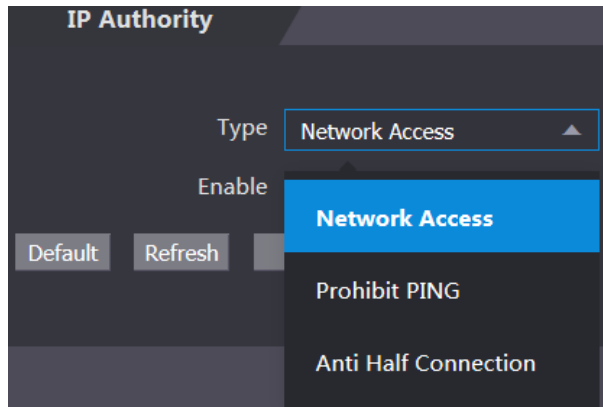 IP Authority
Type Network Access
Enable
Network Access
Default Refresh
Prohibit PING
Anti Half Connection